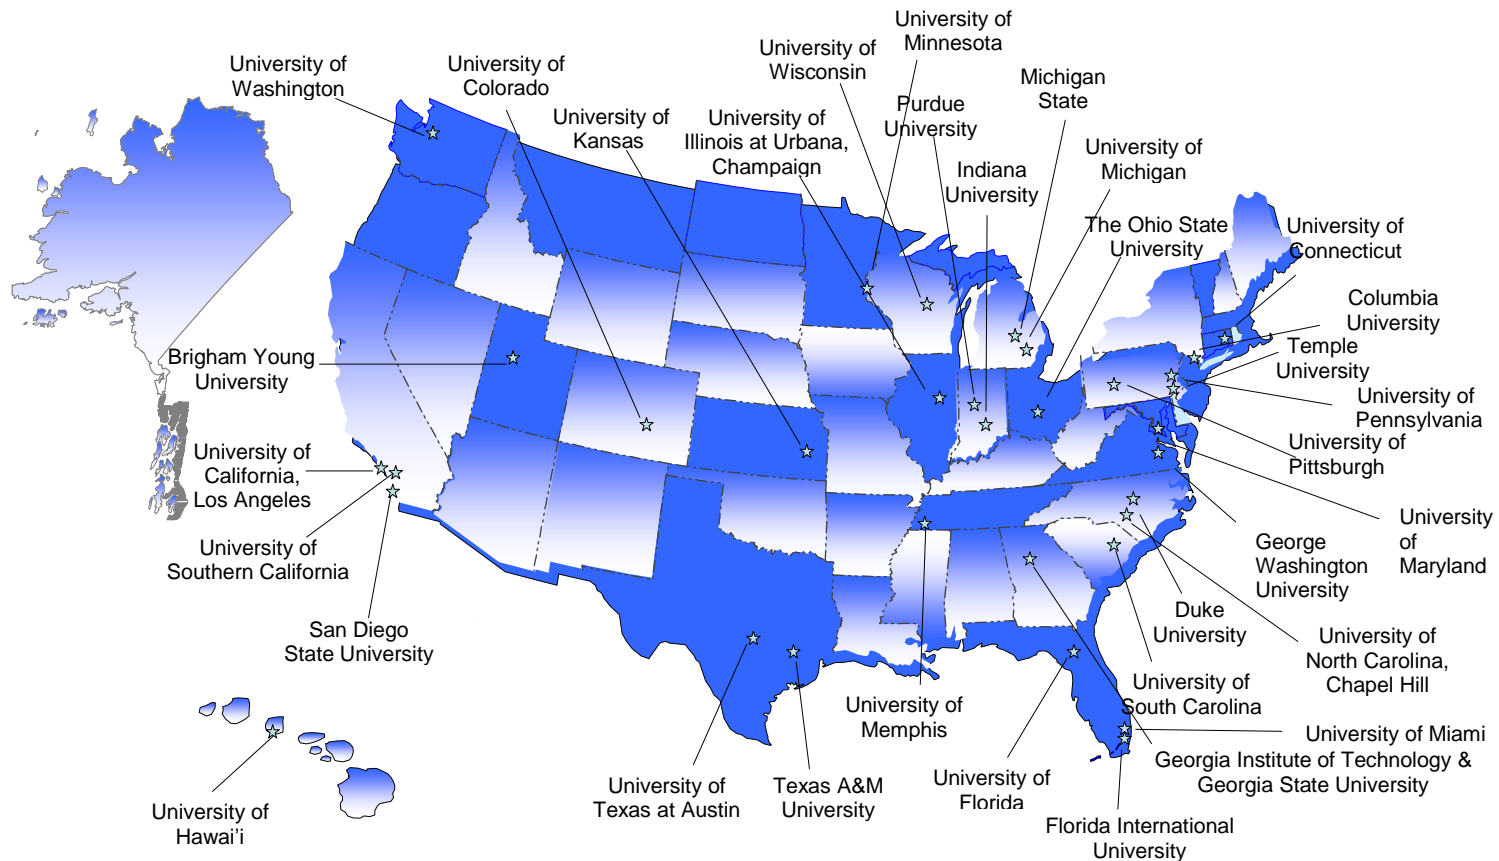 University of
Minnesota
University of
Wisconsin
University of
Washington
University of
Colorado
Michigan
State
Purdue
University
University of
Kansas
University of
Illinois at Urbana,
Champaign
University of
Michigan
Indiana
University
The Ohio State
University
University of
Connecticut
Columbia
University
Temple
University
Brigham Young
University
University of
Pennsylvania
University of
Pittsburgh
University of
California,
Los Angeles
University
of
Maryland
George
Washington
University
University of
Southern California
Duke
University
San Diego
State University
University of
North Carolina,
Chapel Hill
University of
South Carolina
University of
Memphis
University of Miami
Georgia Institute of Technology &
Georgia State University
University of
Florida
University of
Texas at Austin
Texas A&M
University
University of
Hawai’i
Florida International
University